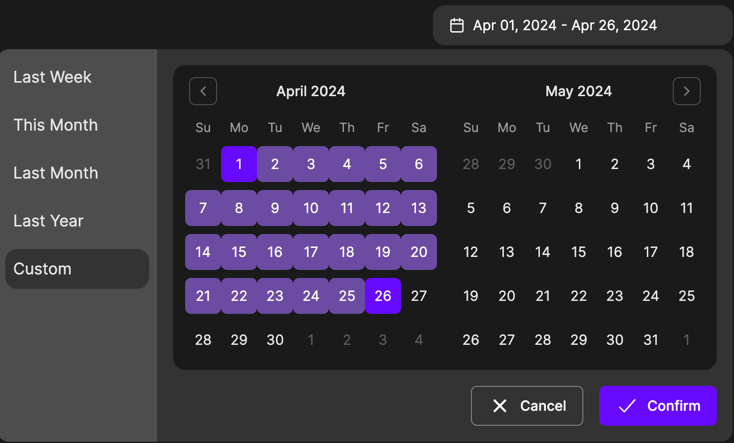 Apr 01, 2024 - Apr 26, 2024
Last Week
This Month
Last Month
Last Year
Custom
April 2024
Su Mo Tu We Th Fr Sa
31 1 2 3 4 5 6
7 8 9 10 11 12 13
14 15 16 17 18 19 20
21 22 23 24 25 26 27
28 29 30 1 2 3 4
May 2024
Su Mo Tu We Th Fr Sa
28 29 30 1 2 3 4
5 6 7 8 9 10 11
12 13 14 15 16 17 18
19 20 21 22 23 24 25
26 27 28 29 30 31 1
Cancel
Confirm